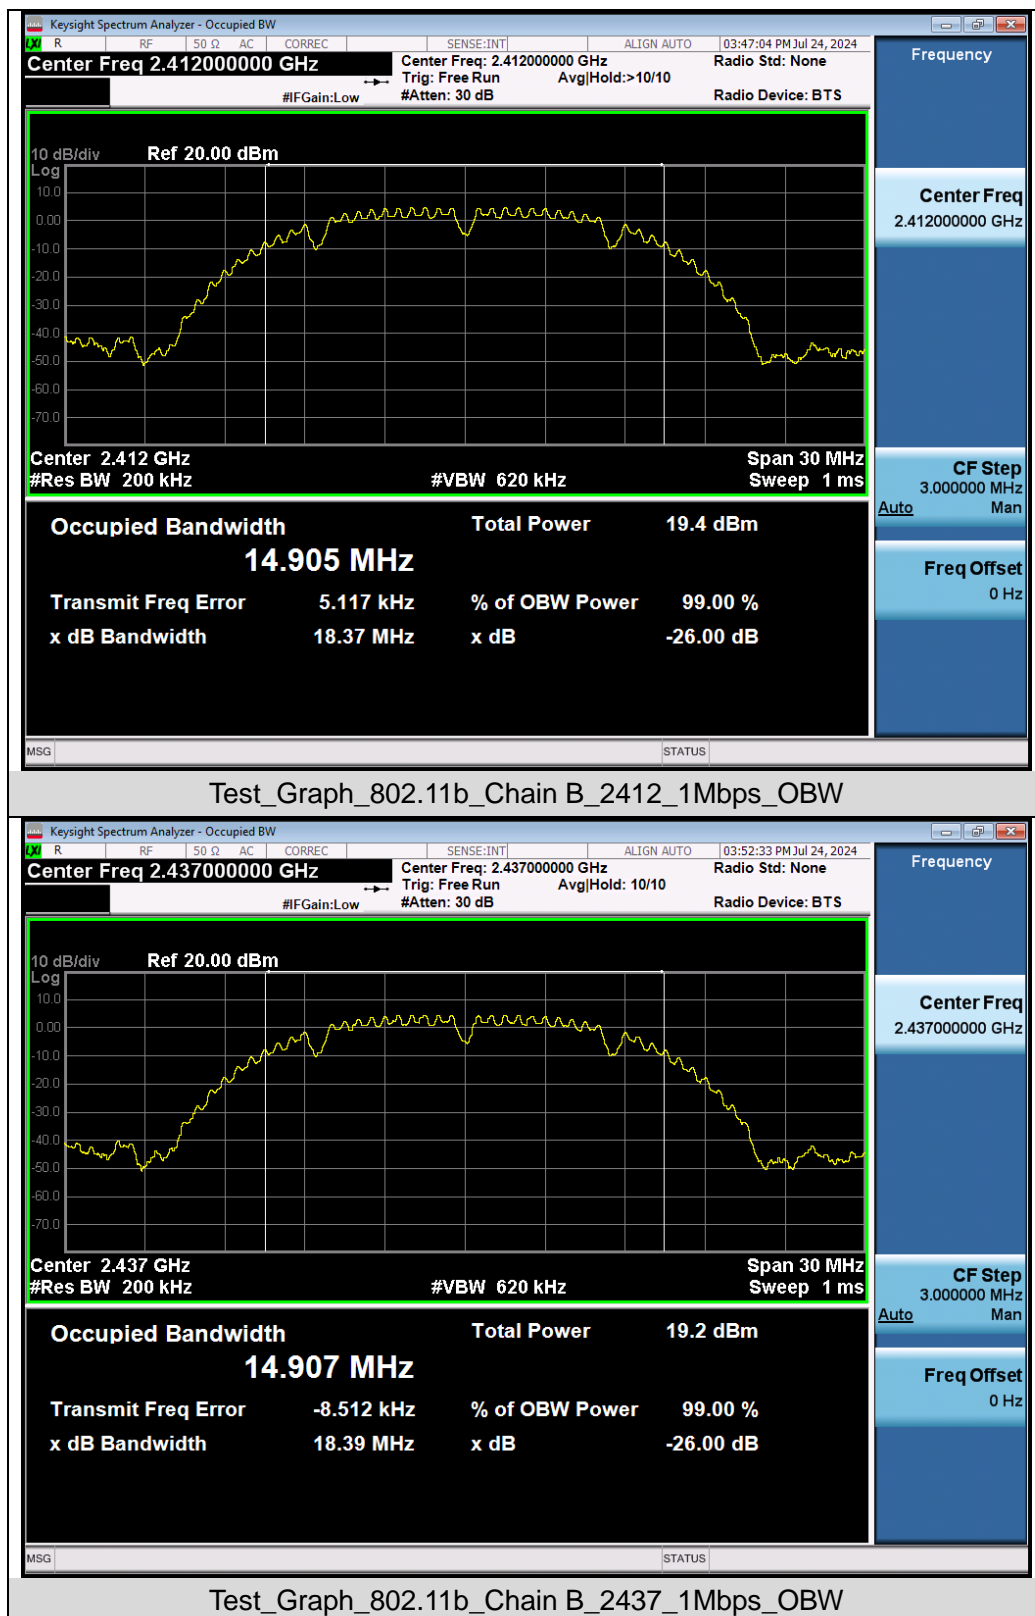 Keysight Spectrum Analyzer - Occupied BW
LXI R RF 50 Ω AC CORREC SENSE:INT ALIGN AUTO 03:47:04 PM Jul 24, 2024
Center Freq 2.412000000 GHz Center Freq: 2.412000000 GHz Radio Std: None
Trig: Free Run Avg|Hold:>10/10
#IFGain:Low #Atten: 30 dB Radio Device: BTS
Frequency
10 dB/div Ref 20.00 dBm
Log
10.0
0.00
-10.0
-20.0
-30.0
-40.0
-50.0
-60.0
-70.0
Center 2.412 GHz Span 30 MHz
#Res BW 200 kHz #VBW 620 kHz Sweep 1 ms
Center Freq
2.412000000 GHz
CF Step
3.000000 MHz
Auto Man
Freq Offset
0 Hz
Occupied Bandwidth Total Power 19.4 dBm
14.905 MHz
Transmit Freq Error 5.117 kHz % of OBW Power 99.00 %
x dB Bandwidth 18.37 MHz x dB -26.00 dB
MSG STATUS
Test_Graph_802.11b_Chain B_2412_1Mbps_OBW
Keysight Spectrum Analyzer - Occupied BW
LXI R RF 50 Ω AC CORREC SENSE:INT ALIGN AUTO 03:52:33 PM Jul 24, 2024
Center Freq 2.437000000 GHz Center Freq: 2.437000000 GHz Radio Std: None
Trig: Free Run Avg|Hold: 10/10
#IFGain:Low #Atten: 30 dB Radio Device: BTS
Frequency
10 dB/div Ref 20.00 dBm
Log
10.0
0.00
-10.0
-20.0
-30.0
-40.0
-50.0
-60.0
-70.0
Center 2.437 GHz Span 30 MHz
#Res BW 200 kHz #VBW 620 kHz Sweep 1 ms
Center Freq
2.437000000 GHz
CF Step
3.000000 MHz
Auto Man
Freq Offset
0 Hz
Occupied Bandwidth Total Power 19.2 dBm
14.907 MHz
Transmit Freq Error -8.512 kHz % of OBW Power 99.00 %
x dB Bandwidth 18.39 MHz x dB -26.00 dB
MSG STATUS
Test_Graph_802.11b_Chain B_2437_1Mbps_OBW